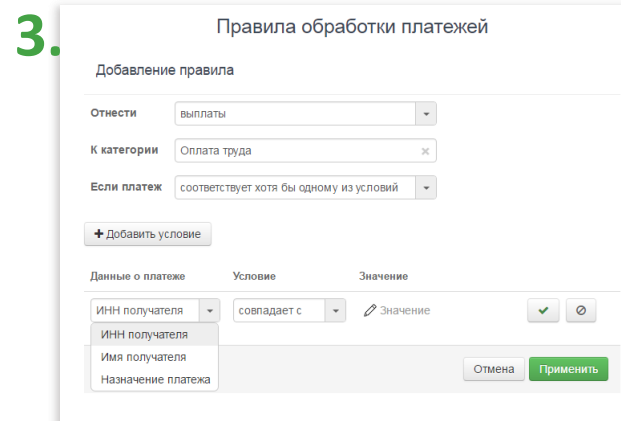 3.
Правила обработки платежей
Добавление правила
Отнести выплаты
К категории Оплата труда
Если платеж соответствует хотя бы одному из условий
Добавить условие
Данные о платеже Условие Значение
ИНН получателя совпадает с Значение
ИНН получателя
Имя получателя
Назначение платежа
Отмена Применить